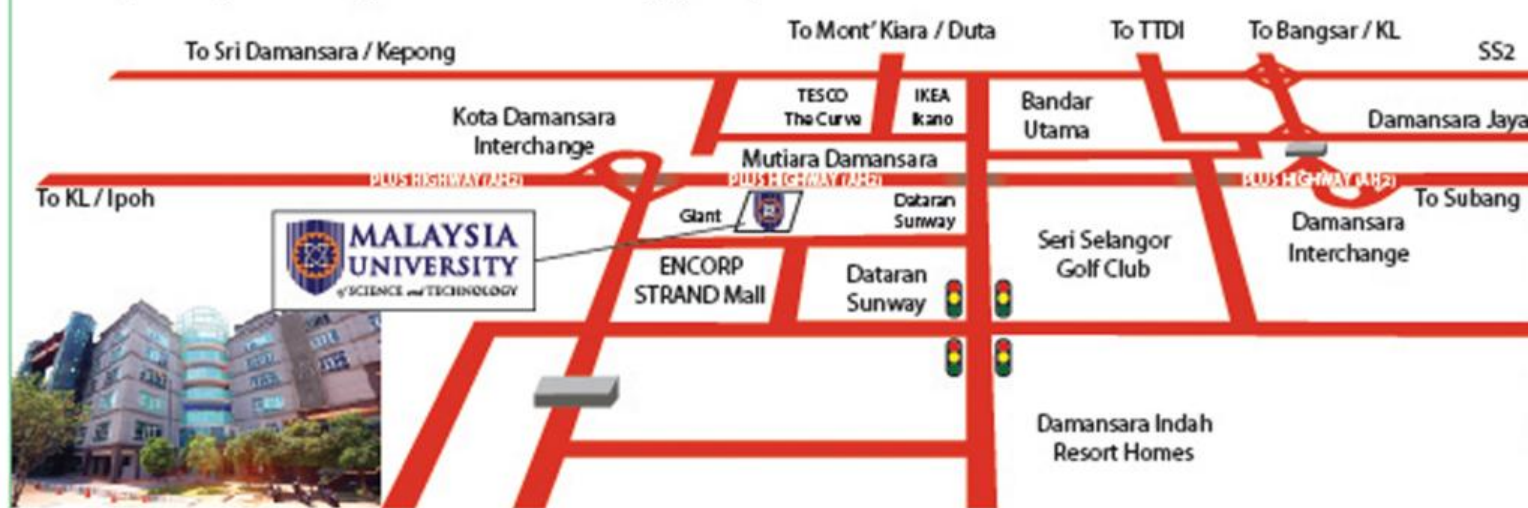 To Mont' Kiara / Duta
To TTDI
To Bangsar / KL
To Sri Damansara / Kepong
SS2
TESCO
The Curve
IKEA
Ikano
Bandar
Utama
Kota Damansara
Interchange
Damansara Jaya
Mutiara Damansara
PLUS HIGHWAY (AH2)
PLUS HIGHWAY (AH2)
PLUS HIGHWAY (AH2)
To KL / Ipoh
To Subang
Giant
Dataran
Sunway
Damansara
Interchange
MALAYSIA
UNIVERSITY
of SCIENCE and TECHNOLOGY
ENCORP
STRAND Mall
Dataran
Sunway
Seri Selangor
Golf Club
Damansara Indah
Resort Homes